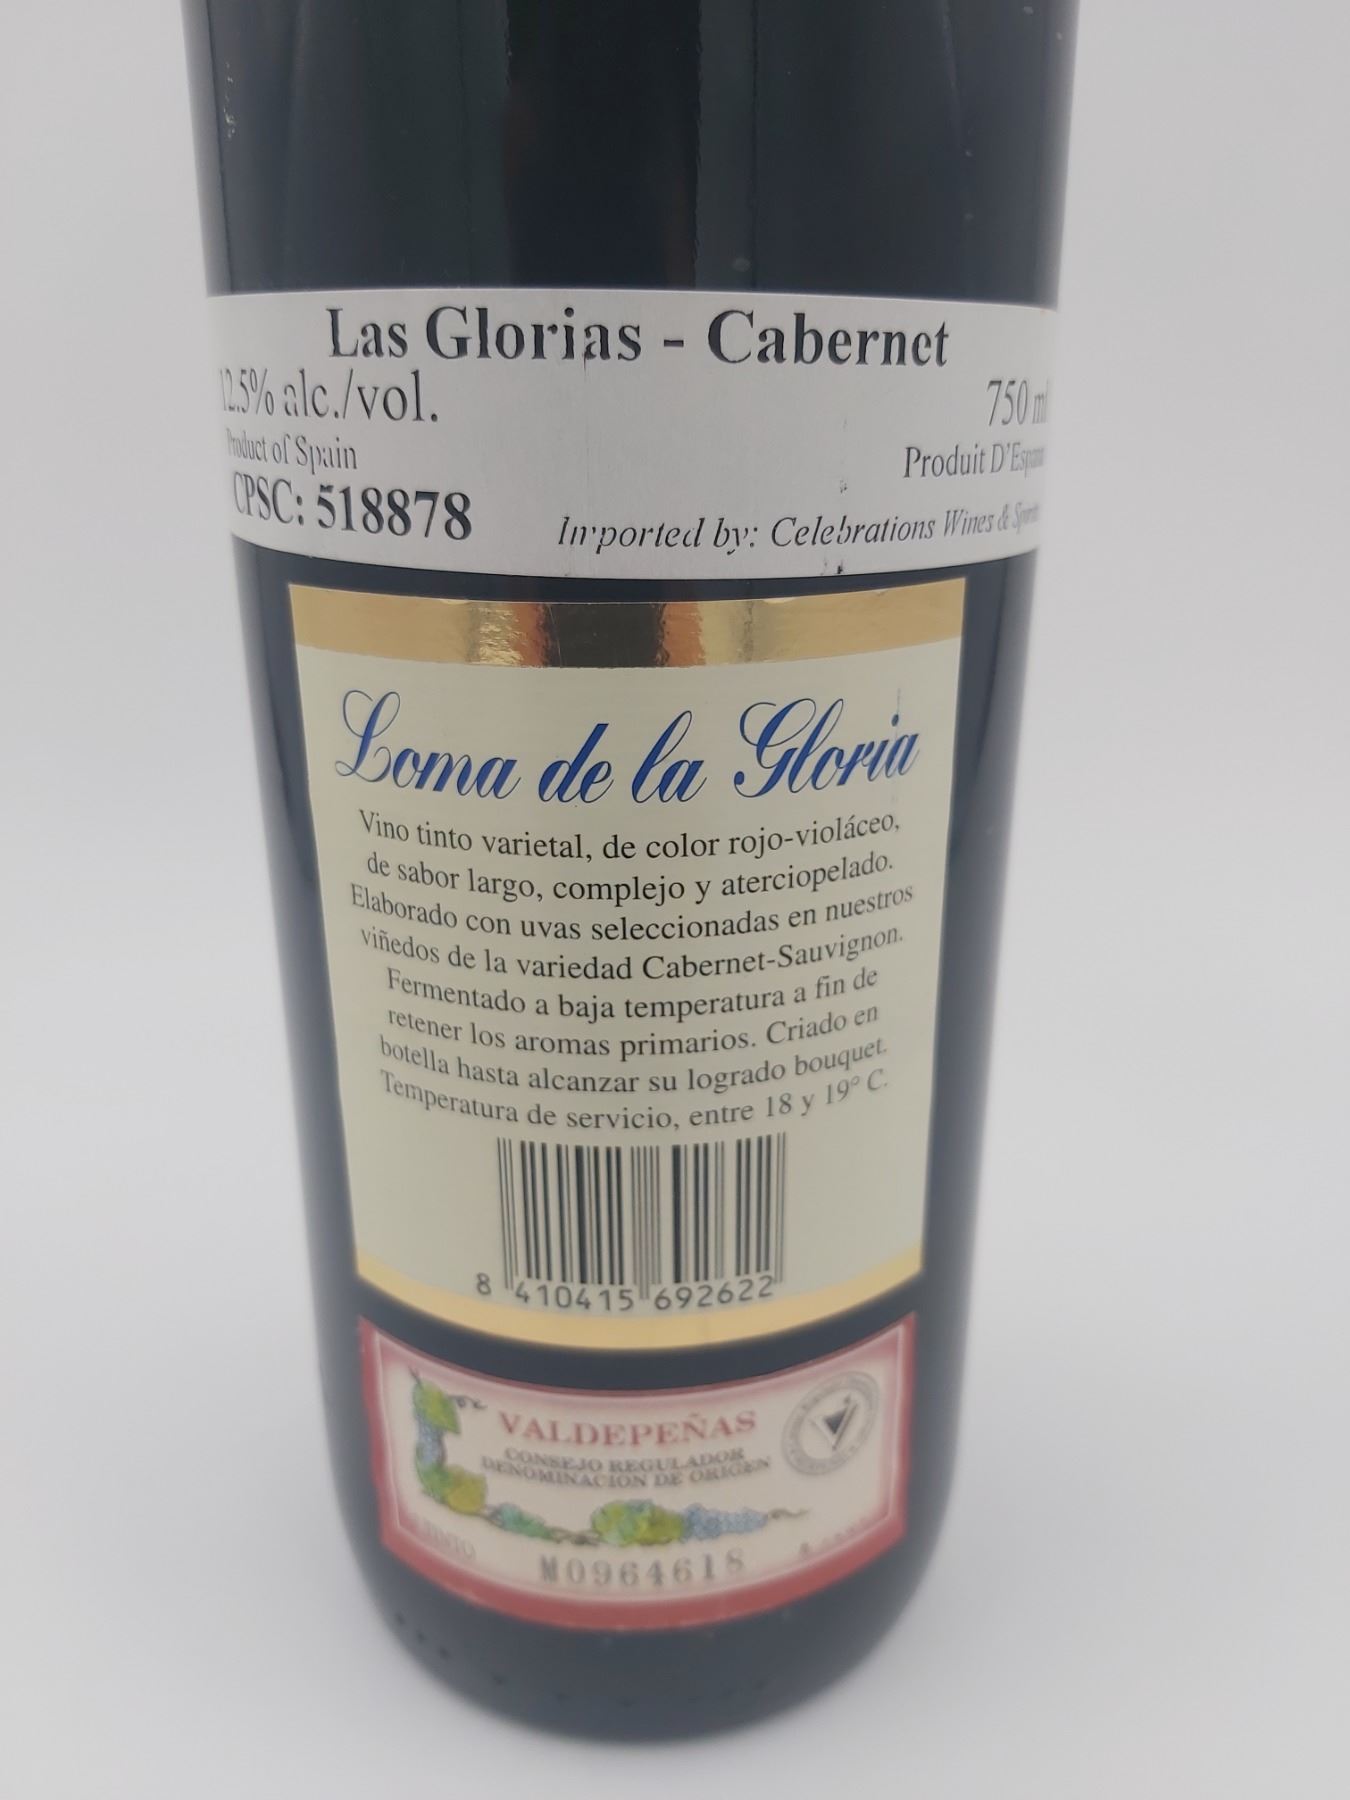 Las Glorias - Cabernet
12.5% alc./vol.
750 ml
Product of Spain
Produit D'Espana
CPSC: 518878
Imported by: Celebrations Wines & Spirits
Loma de la Gloria
Vino tinto varietal, de color rojo-violáceo,
de sabor largo, complejo y aterciopelado.
Elaborado con uvas seleccionadas en nuestros
viñedos de la variedad Cabernet-Sauvignon.
Fermentado a baja temperatura a fin de
retener los aromas primarios. Criado en
botella hasta alcanzar su logrado bouquet.
Temperatura de servicio, entre 18 y 19° C.
8 410415 692622
VALDEPEÑAS
CONSEJO REGULADOR
DENOMINACION DE ORIGEN
TINTO
M0964618